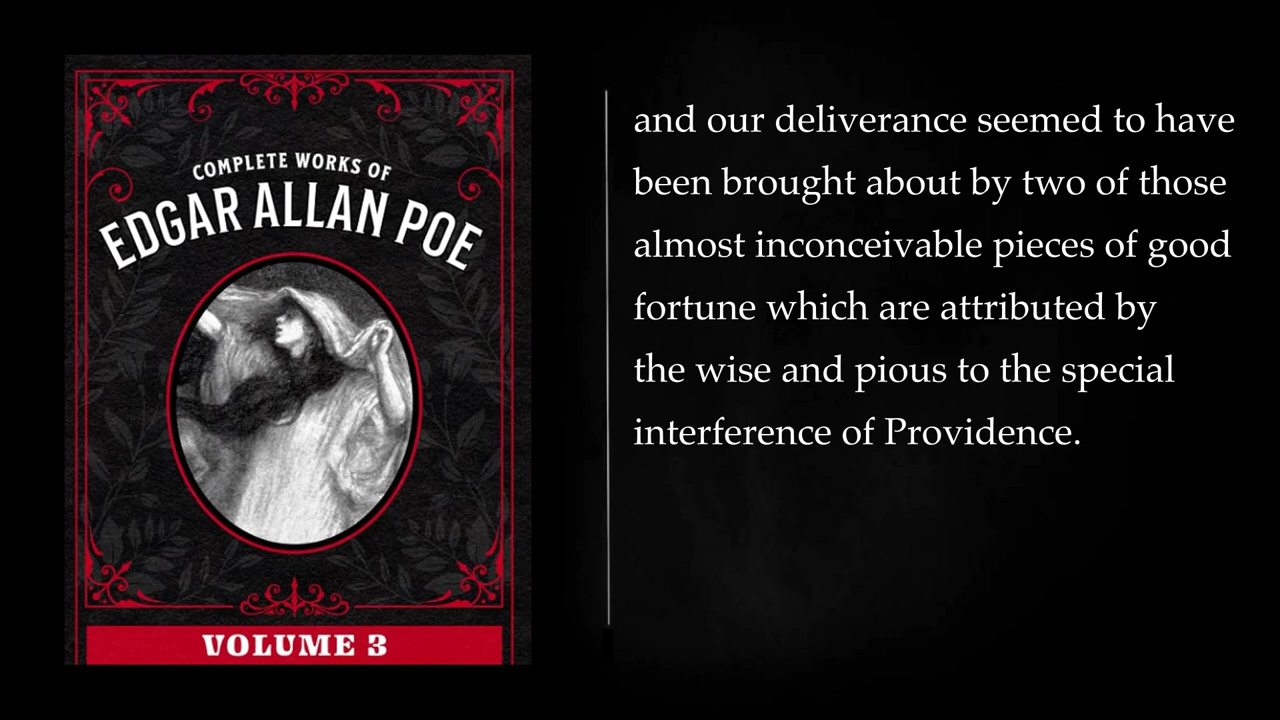 COMPLETE WORKS OF
EDGAR ALLAN POE
VOLUME 3
and our deliverance seemed to have
been brought about by two of those
almost inconceivable pieces of good
fortune which are attributed by
the wise and pious to the special
interference of Providence.